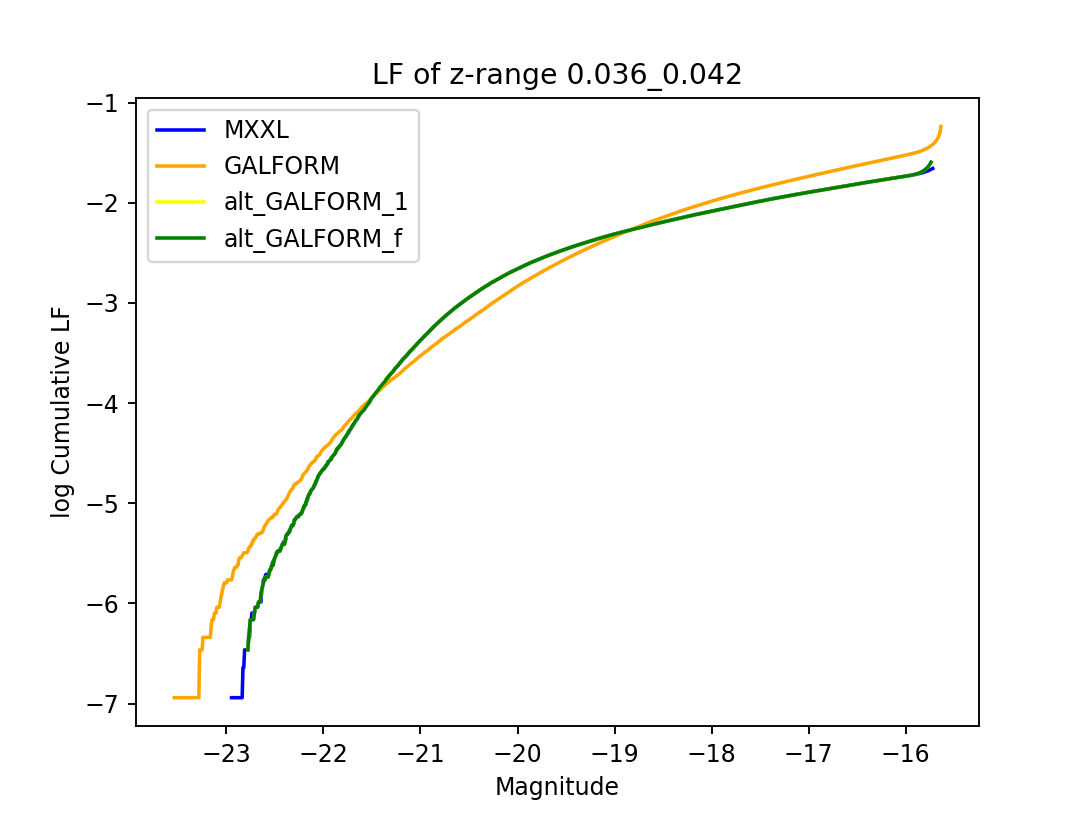 LF of z-range 0.036_0.042
−1
−2
−3
−4
−5
−6
−7
log Cumulative LF
MXXL
GALFORM
alt_GALFORM_1
alt_GALFORM_f
−23 −22 −21 −20 −19 −18 −17 −16
Magnitude